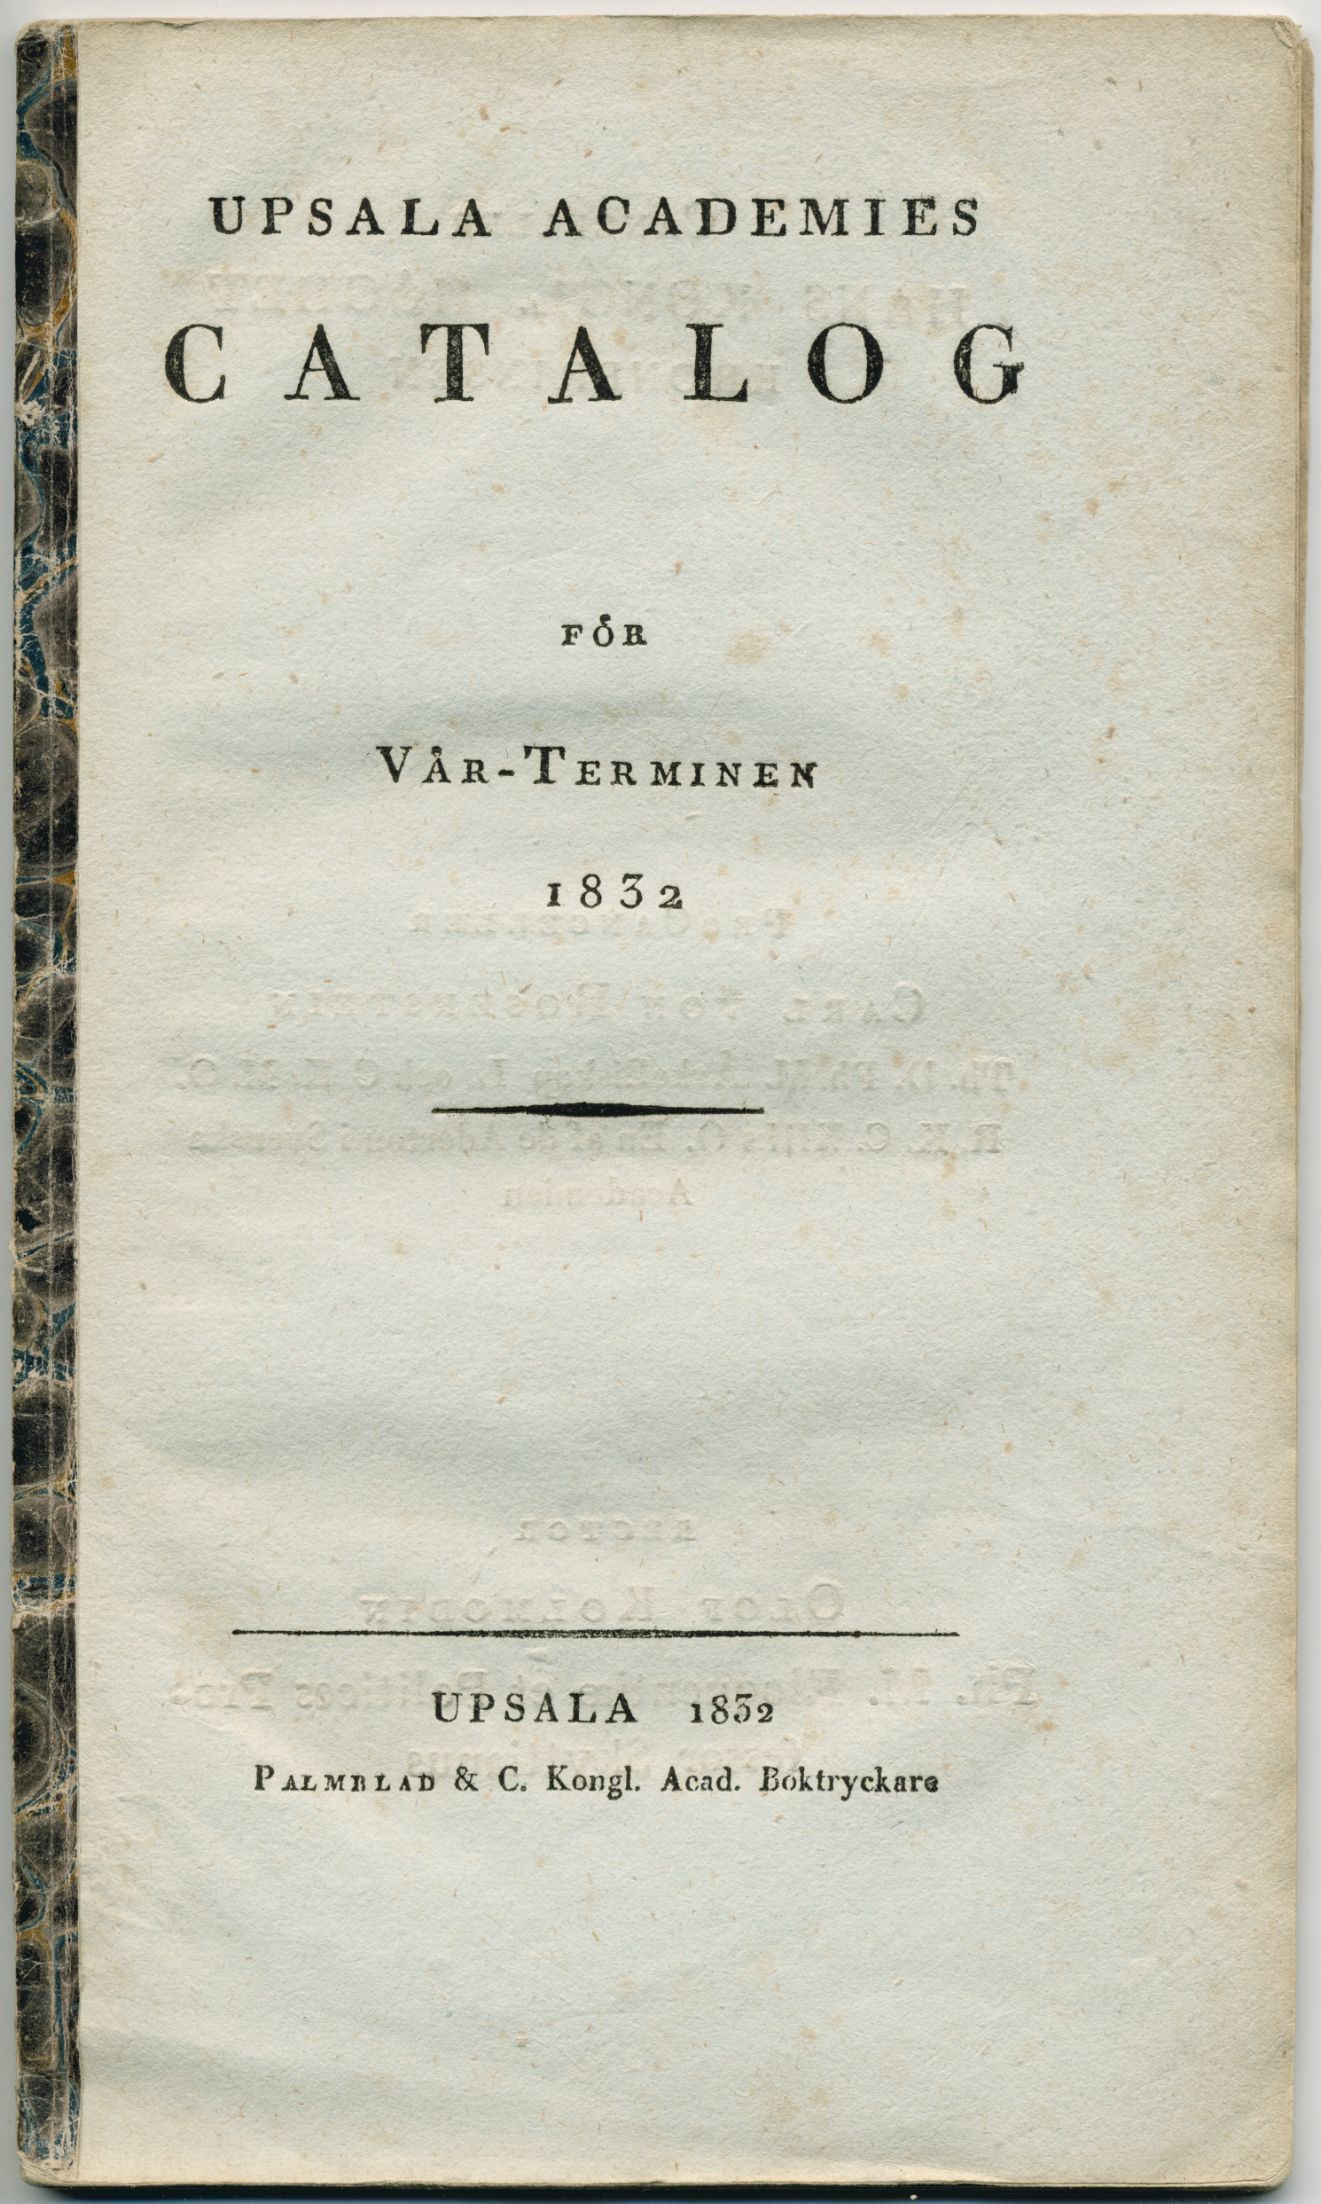 UPSALA ACADEMIES
CATALOG
FÖR
VÅR-TERMINEN
1832
UPSALA 1832
PALMBLAD & C. Kongl. Acad. Boktryckare